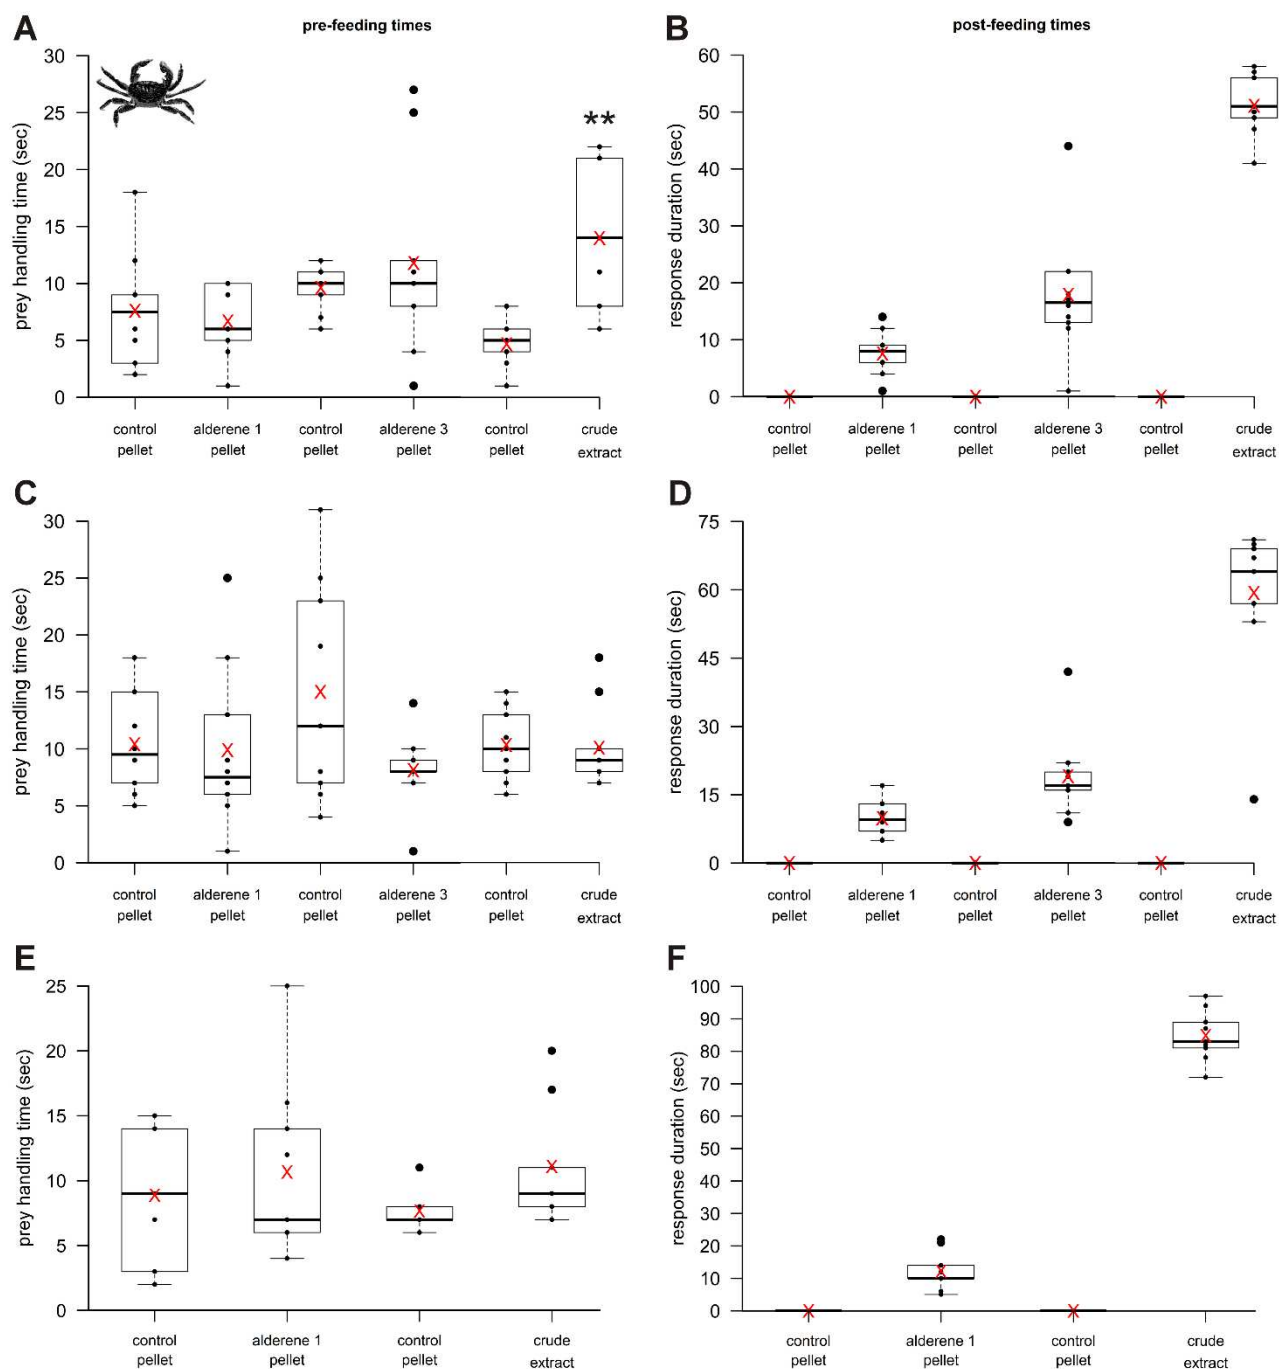 A
pre-feeding times
B
post-feeding times
prey handling time (sec)
30
25
20
15
10
5
0
**
control pellet
alderene 1 pellet
control pellet
alderene 3 pellet
control pellet
crude extract
response duration (sec)
60
50
40
30
20
10
0
control pellet
alderene 1 pellet
control pellet
alderene 3 pellet
control pellet
crude extract
C
prey handling time (sec)
30
25
20
15
10
5
0
control pellet
alderene 1 pellet
control pellet
alderene 3 pellet
control pellet
crude extract
D
response duration (sec)
75
60
45
30
15
0
control pellet
alderene 1 pellet
control pellet
alderene 3 pellet
control pellet
crude extract
E
prey handling time (sec)
25
20
15
10
5
0
control pellet
alderene 1 pellet
control pellet
crude extract
F
response duration (sec)
100
90
80
70
60
50
40
30
20
10
0
control pellet
alderene 1 pellet
control pellet
crude extract